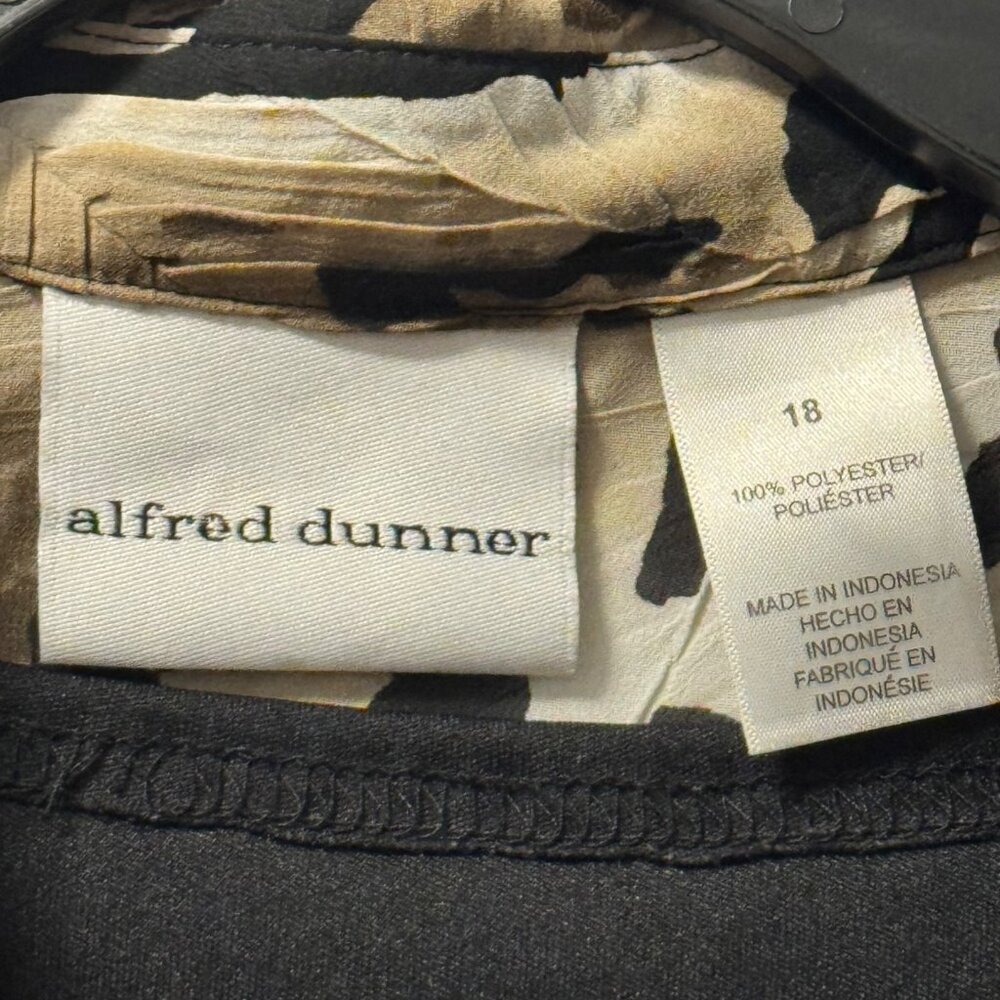 alfred dunner
18
100% POLYESTER/
POLIÉSTER
MADE IN INDONESIA
HECHO EN
INDONESIA
FABRIQUÉ EN
INDONÉSIE